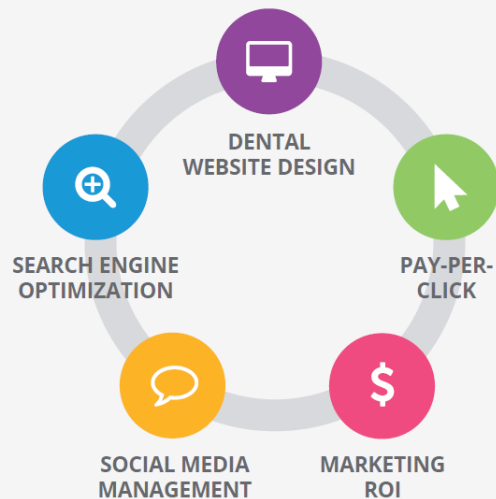 DENTAL
WEBSITE DESIGN
SEARCH ENGINE
OPTIMIZATION
PAY-PER-
CLICK
SOCIAL MEDIA
MANAGEMENT
MARKETING
ROI